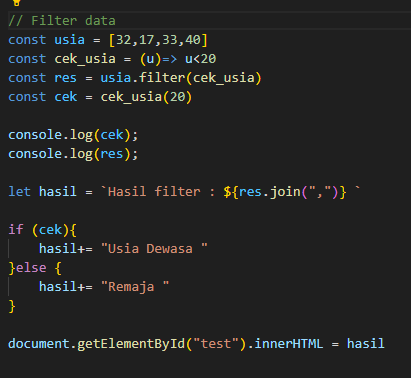 // Filter data
const usia = [32,17,33,40]
const cek_usia = (u)=> u<20
const res = usia.filter(cek_usia)
const cek = cek_usia(20)
console.log(cek);
console.log(res);
let hasil = `Hasil filter : ${res.join(",")} `
if (cek){
hasil+= "Usia Dewasa "
}else {
hasil+= "Remaja "
}
document.getElementById("test").innerHTML = hasil